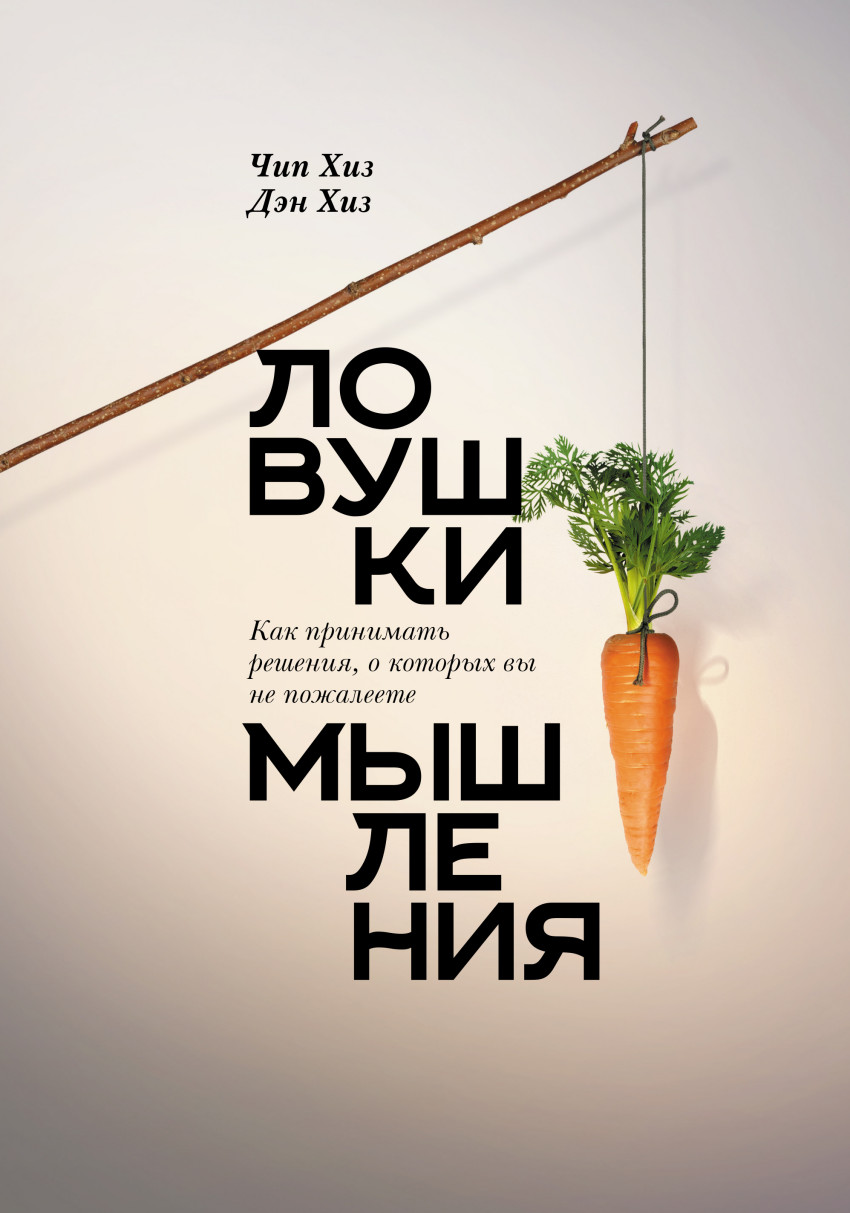 Чип Хиз
Дэн Хиз
ЛО
ВУШ
КИ
Как принимать
решения, о которых вы
не пожалеете
МЫШ
ЛЕ
НИЯ